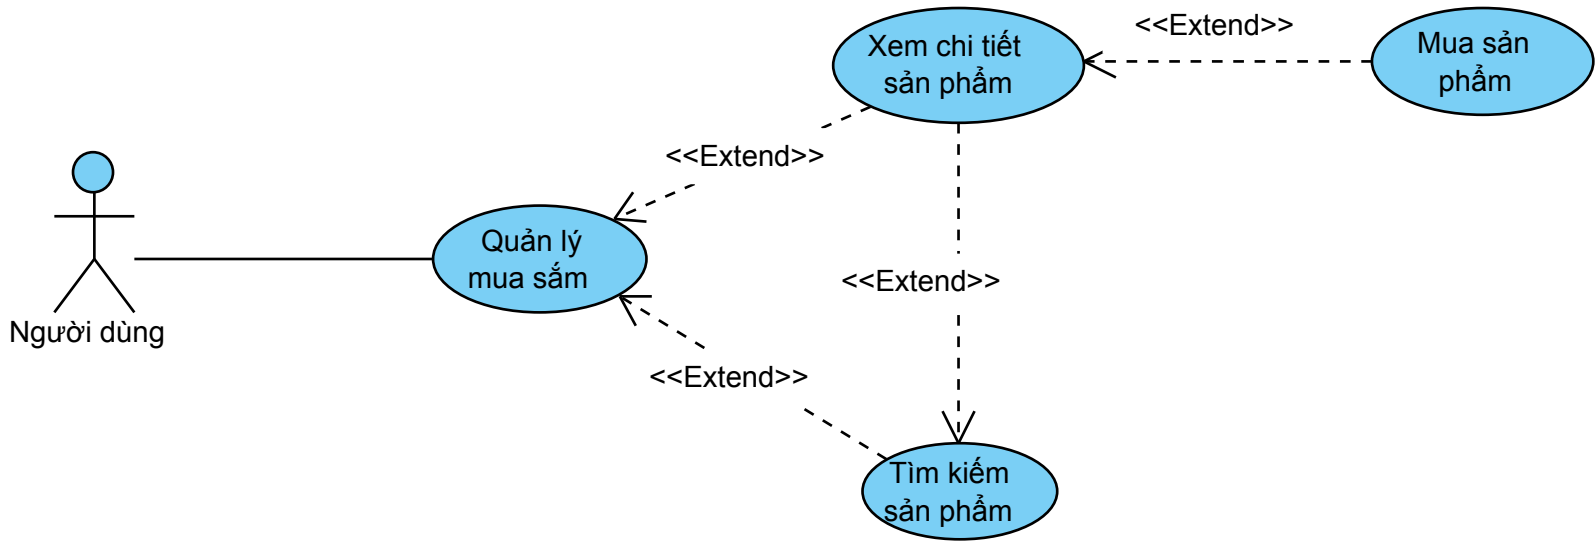 <<Extend>>
Xem chi tiết
sản phẩm
Mua sản
phẩm
<<Extend>>
Quản lý
mua sắm
<<Extend>>
Người dùng
<<Extend>>
Tìm kiếm
sản phẩm